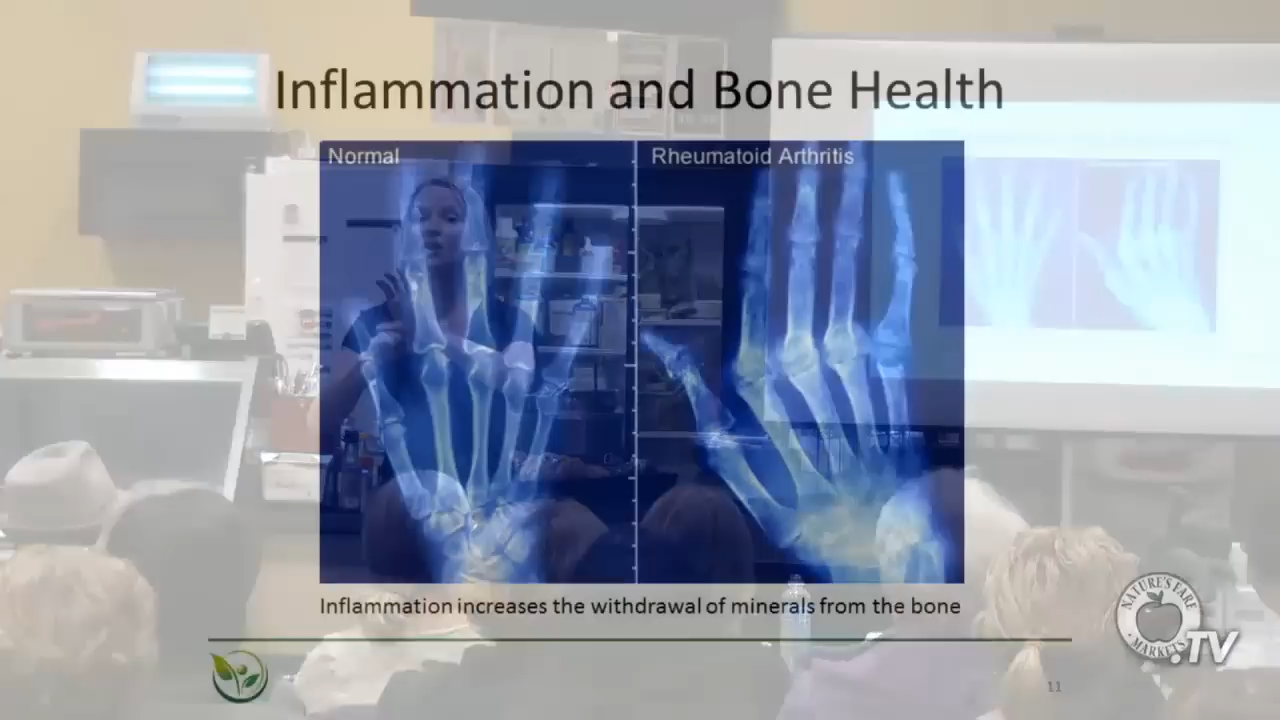 Inflammation and Bone Health
Normal
Rheumatoid Arthritis
Inflammation increases the withdrawal of minerals from the bone
NATURE'S FARE
MARKETS
.TV
11